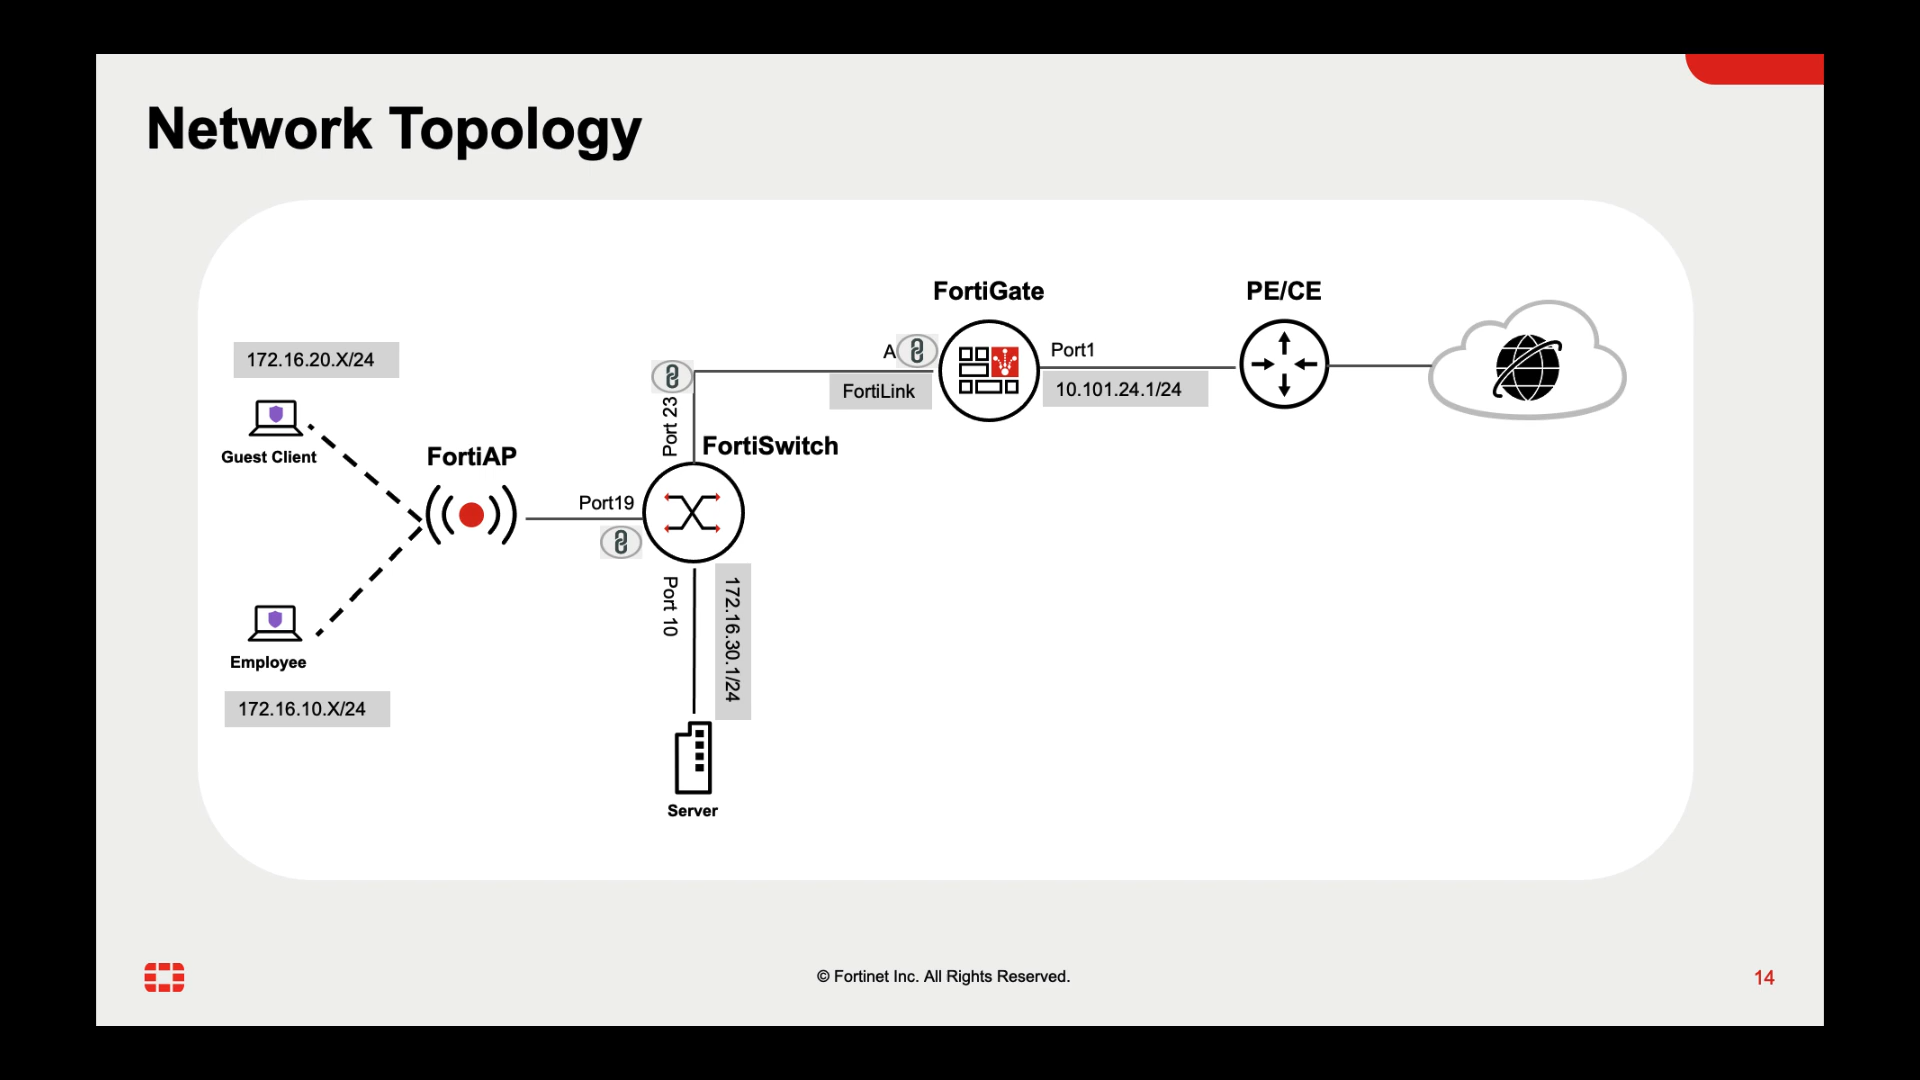 Network Topology
FortiGate
PE/CE
172.16.20.X/24
A
Port1
FortiLink
10.101.24.1/24
Port 23
Guest Client
FortiAP
FortiSwitch
Port19
Port 10
172.16.30.1/24
Employee
172.16.10.X/24
Server
© Fortinet Inc. All Rights Reserved.
14